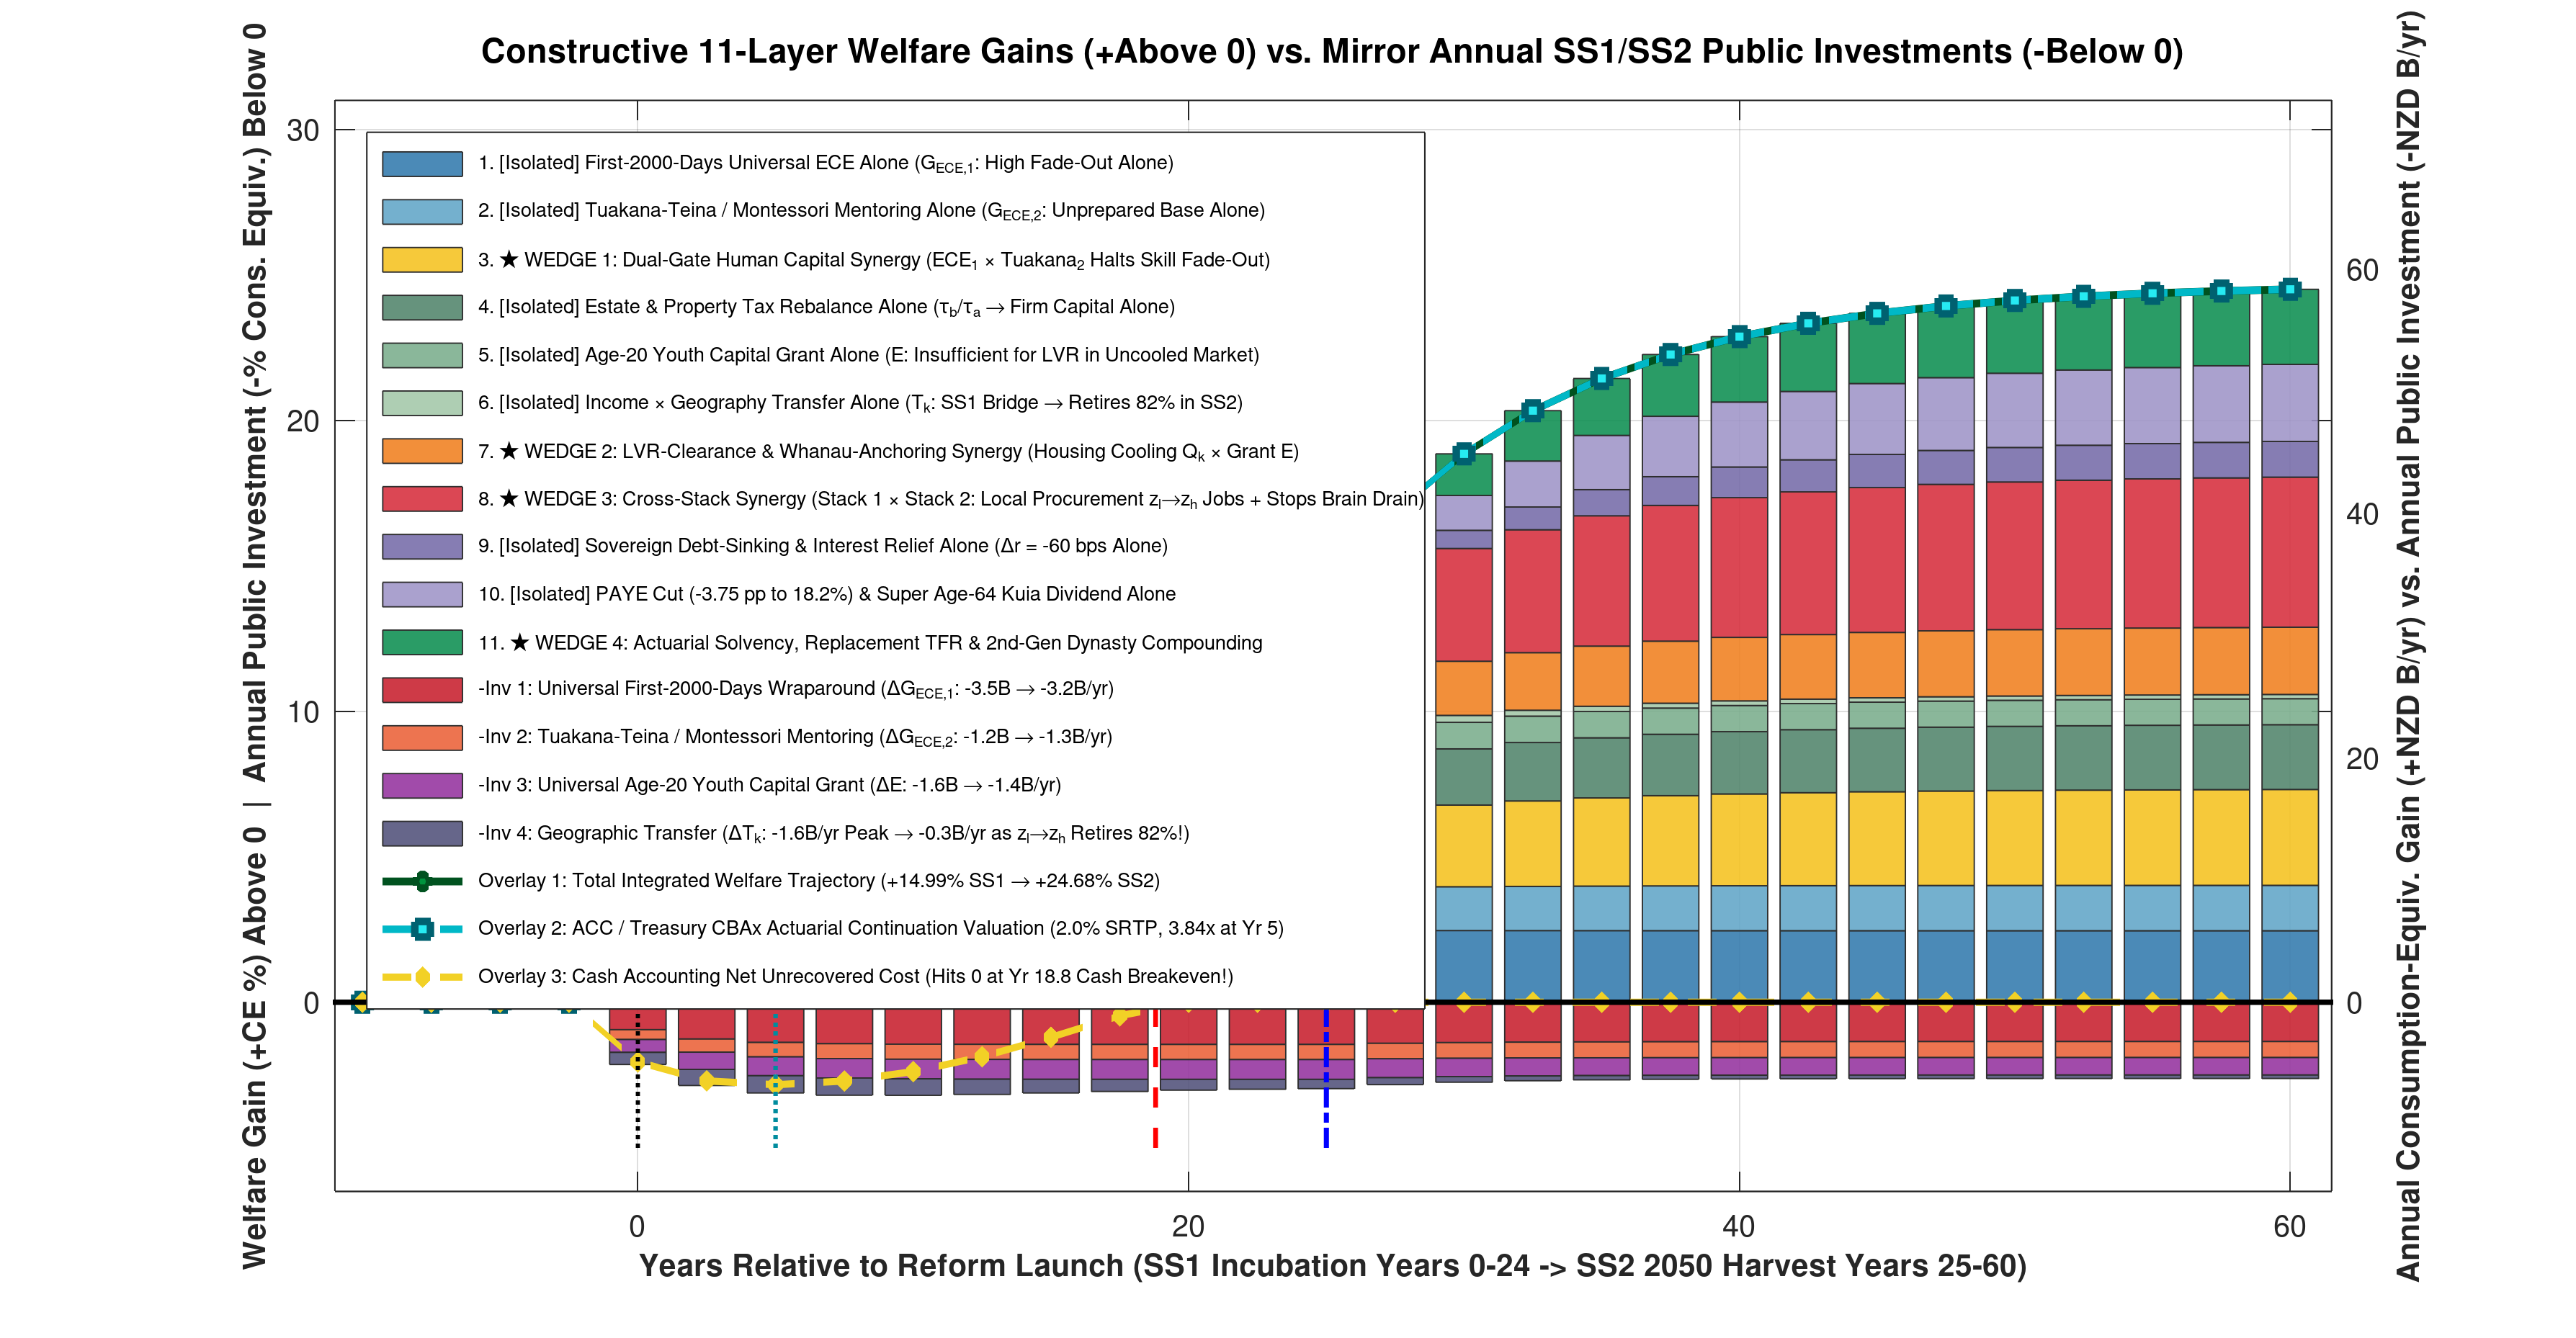 Constructive 11-Layer Welfare Gains (+Above 0) vs. Mirror Annual SS1/SS2 Public Investments (-Below 0)
Welfare Gain (+CE %) Above 0 | Annual Public Investment (-% Cons. Equiv.) Below 0
30
20
10
0
1. [Isolated] First-2000-Days Universal ECE Alone (G_ECE,1: High Fade-Out Alone)
2. [Isolated] Tuakana-Teina / Montessori Mentoring Alone (G_ECE,2: Unprepared Base Alone)
3. ★ WEDGE 1: Dual-Gate Human Capital Synergy (ECE₁ × Tuakana₂ Halts Skill Fade-Out)
4. [Isolated] Estate & Property Tax Rebalance Alone (τ_b/τ_a → Firm Capital Alone)
5. [Isolated] Age-20 Youth Capital Grant Alone (E: Insufficient for LVR in Uncooled Market)
6. [Isolated] Income × Geography Transfer Alone (T_k: SS1 Bridge → Retires 82% in SS2)
7. ★ WEDGE 2: LVR-Clearance & Whanau-Anchoring Synergy (Housing Cooling Q_k × Grant E)
8. ★ WEDGE 3: Cross-Stack Synergy (Stack 1 × Stack 2: Local Procurement z_l→z_h Jobs + Stops Brain Drain)
9. [Isolated] Sovereign Debt-Sinking & Interest Relief Alone (Δr = -60 bps Alone)
10. [Isolated] PAYE Cut (-3.75 pp to 18.2%) & Super Age-64 Kuia Dividend Alone
11. ★ WEDGE 4: Actuarial Solvency, Replacement TFR & 2nd-Gen Dynasty Compounding
-Inv 1: Universal First-2000-Days Wraparound (ΔG_ECE,1: -3.5B → -3.2B/yr)
-Inv 2: Tuakana-Teina / Montessori Mentoring (ΔG_ECE,2: -1.2B → -1.3B/yr)
-Inv 3: Universal Age-20 Youth Capital Grant (ΔE: -1.6B → -1.4B/yr)
-Inv 4: Geographic Transfer (ΔT_k: -1.6B/yr Peak → -0.3B/yr as z_l→z_h Retires 82%!)
Overlay 1: Total Integrated Welfare Trajectory (+14.99% SS1 → +24.68% SS2)
Overlay 2: ACC / Treasury CBAx Actuarial Continuation Valuation (2.0% SRTP, 3.84x at Yr 5)
Overlay 3: Cash Accounting Net Unrecovered Cost (Hits 0 at Yr 18.8 Cash Breakeven!)
60
40
20
0
Annual Consumption-Equiv. Gain (+NZD B/yr) vs. Annual Public Investment (-NZD B/yr)
0
20
40
60
Years Relative to Reform Launch (SS1 Incubation Years 0-24 -> SS2 2050 Harvest Years 25-60)